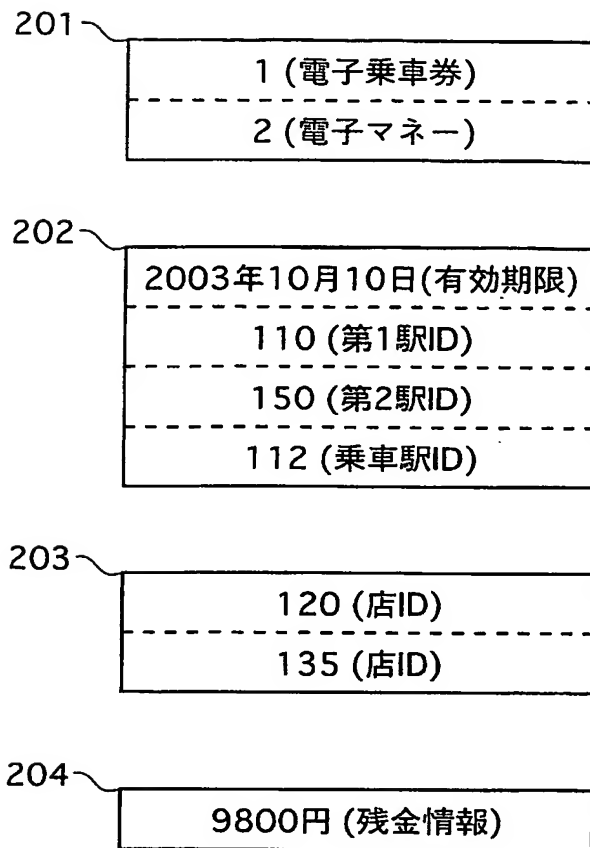 201
1 (電子乗車券)
2 (電子マネー)
202
2003年10月10日(有効期限)
110 (第1駅ID)
150 (第2駅ID)
112 (乗車駅ID)
203
120 (店ID)
135 (店ID)
204
9800円 (残金情報)